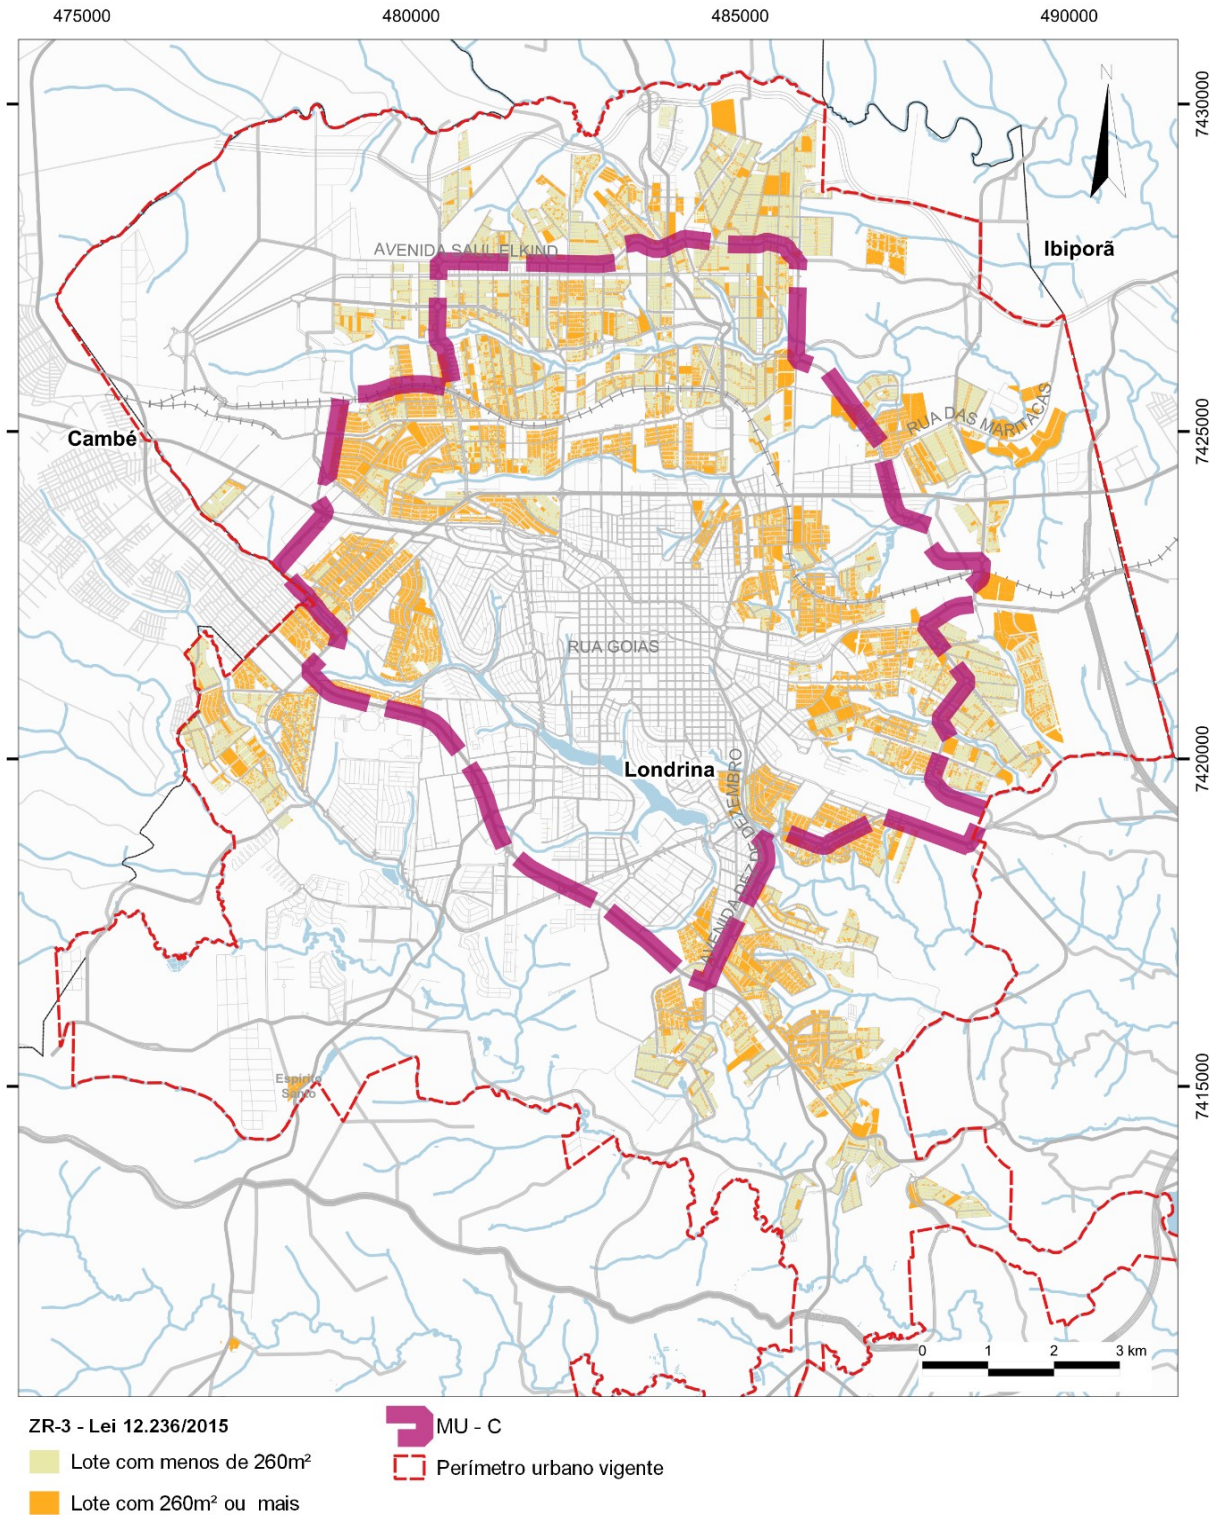 475000 480000 485000 490000
N
7430000
Ibiporã
AVENIDA SAUL ELKIND
RUA DAS MARITACAS
7425000
Cambé
RUA GOIAS
Londrina
7420000
AVENIDA DEZ DE DEZEMBRO
Espírito
Santo
7415000
0 1 2 3 km
ZR-3 - Lei 12.236/2015
MU - C
Lote com menos de 260m²
Perímetro urbano vigente
Lote com 260m² ou mais